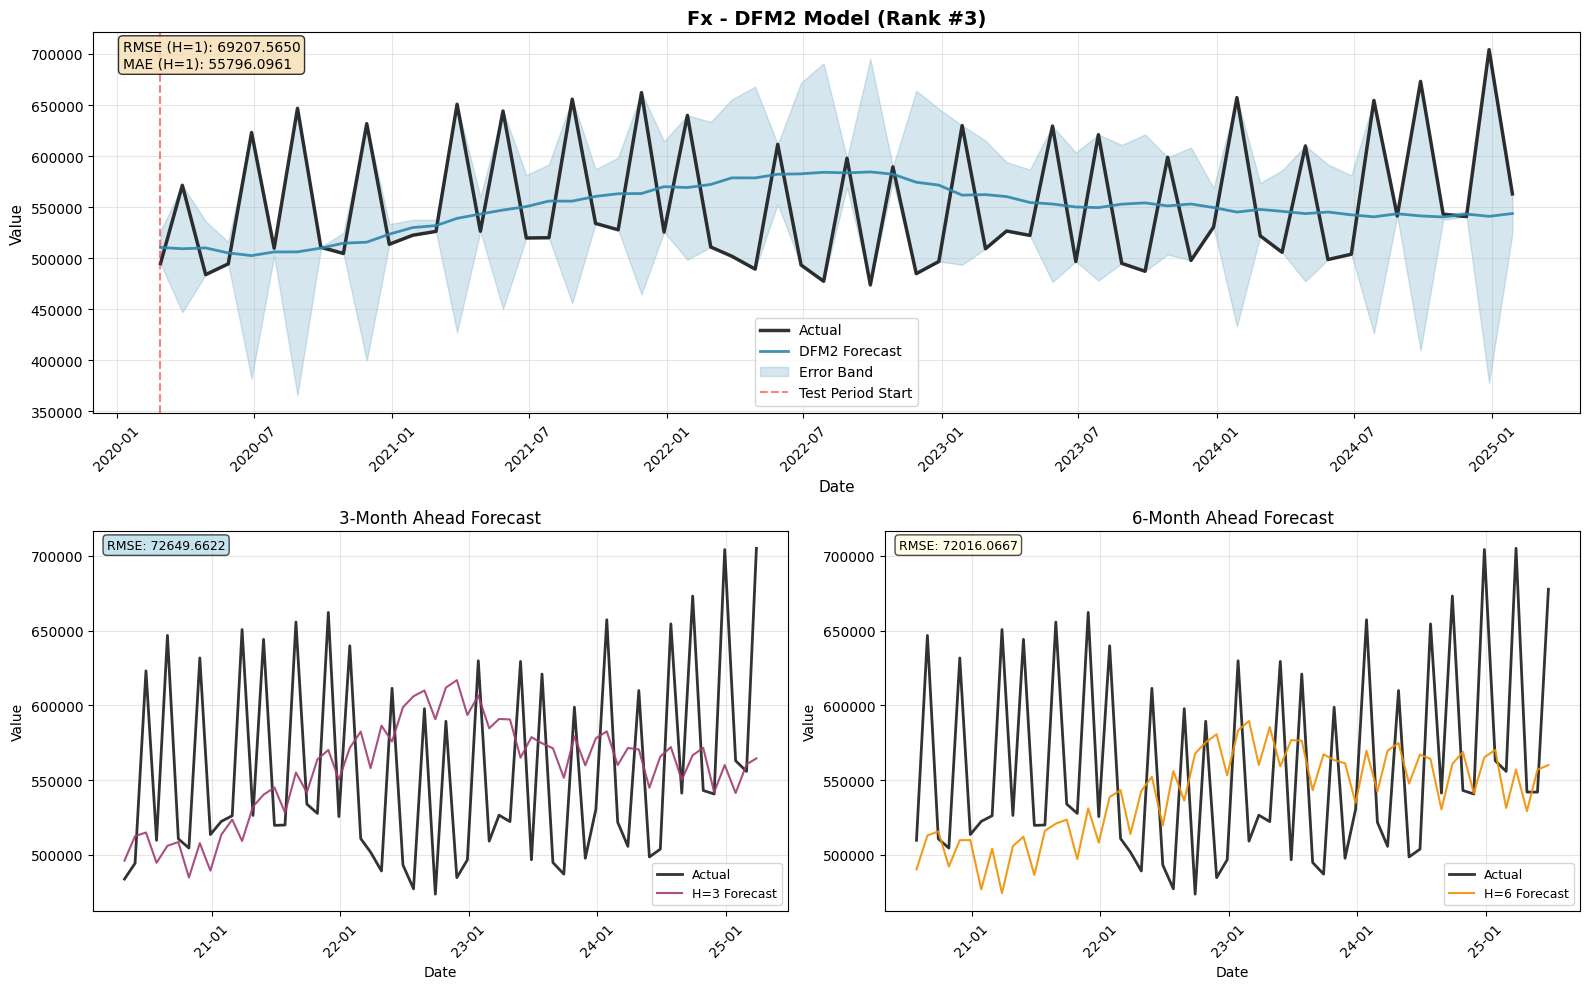 Fx - DFM2 Model (Rank #3)
RMSE (H=1): 69207.5650
MAE (H=1): 55796.0961
Value
700000
650000
600000
550000
500000
450000
400000
350000
Actual
DFM2 Forecast
Error Band
Test Period Start
2020-01
2020-07
2021-01
2021-07
2022-01
2022-07
2023-01
2023-07
2024-01
2024-07
2025-01
Date
3-Month Ahead Forecast
RMSE: 72649.6622
Value
700000
650000
600000
550000
500000
Actual
H=3 Forecast
21-01
22-01
23-01
24-01
25-01
Date
6-Month Ahead Forecast
RMSE: 72016.0667
Value
700000
650000
600000
550000
500000
Actual
H=6 Forecast
21-01
22-01
23-01
24-01
25-01
Date